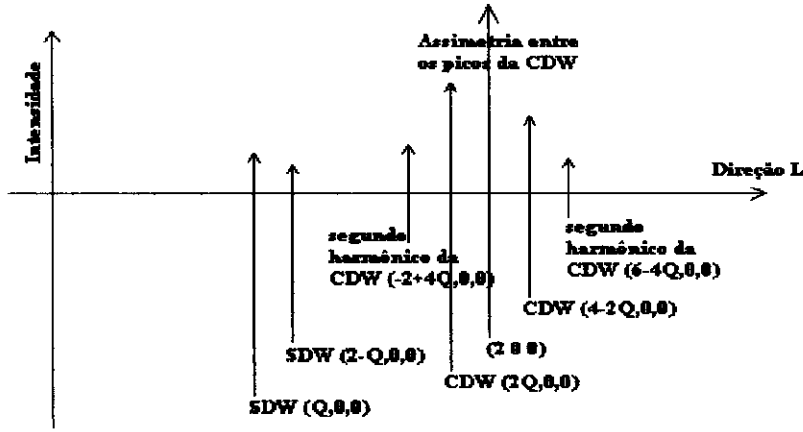 Intensidade
Assimetria entre
os picos da CDW
Direção L
segundo
harmônico da
CDW (-2+4Q,0,0)
segundo
harmônico da
CDW (6-4Q,0,0)
CDW (4-2Q,0,0)
(2 0 0)
SDW (2-Q,0,0)
CDW (2Q,0,0)
SDW (Q,0,0)